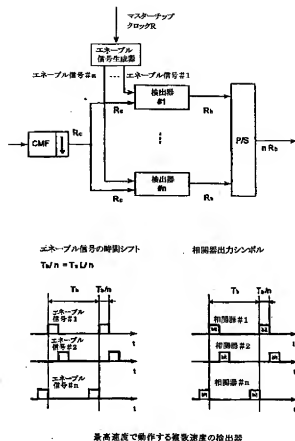 マスターチップ
クロックR
エネーブル
信号生成器
エネーブル信号#n
エネーブル信号#1
検出器
#1
Rc
Rb
CMF
Rc
P/S
n Rb
検出器
#n
Rc
エネーブル信号の時間シフト
相関器出力シンボル
Tb
Tb/n
Tb
Tb/n
エネーブル
信号#1
t
エネーブル
信号#2
t
エネーブル
信号#n
t
相関器#1
t
相関器#2
t
相関器#n
t
最高速度で動作する複数速度の検出器